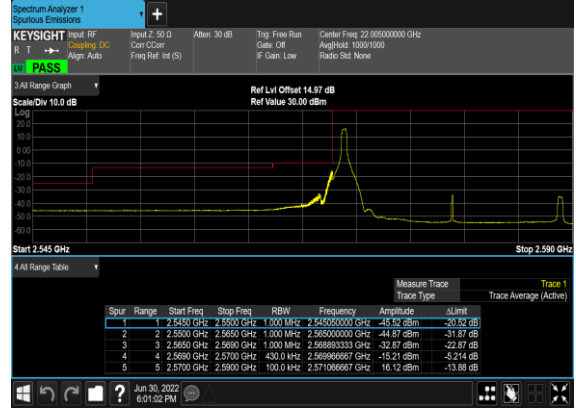 Spectrum Analyzer 1
Spurious Emissions
+
KEYSIGHT Input: RF Input Z: 50 Ω Atten: 30 dB Trig: Free Run Center Freq: 22.005000000 GHz
R T Coupling: DC Corr CCorr Gate: Off Avg|Hold: 1000/1000
Align: Auto Freq Ref: Int (S) IF Gain: Low Radio Std: None
PASS
3 All Range Graph
Ref Lvl Offset 14.97 dB
Scale/Div 10.0 dB Ref Value 30.00 dBm
Log
20.0
10.0
0.00
-10.0
-20.0
-30.0
-40.0
-50.0
-60.0
Start 2.545 GHz Stop 2.590 GHz
4 All Range Table
Measure Trace Trace 1
Trace Type Trace Average (Active)
Spur Range Start Freq Stop Freq RBW Frequency Amplitude ΔLimit
1 1 2.5450 GHz 2.5500 GHz 1.000 MHz 2.545050000 GHz -45.52 dBm -20.52 dB
2 2 2.5500 GHz 2.5650 GHz 1.000 MHz 2.565000000 GHz -44.87 dBm -31.87 dB
3 3 2.5650 GHz 2.5690 GHz 1.000 MHz 2.568893333 GHz -32.87 dBm -22.87 dB
4 4 2.5690 GHz 2.5700 GHz 430.0 kHz 2.569966667 GHz -15.21 dBm -5.214 dB
5 5 2.5700 GHz 2.5900 GHz 100.0 kHz 2.571066667 GHz 16.12 dBm -13.88 dB
? Jun 30, 2022
6:01:02 PM